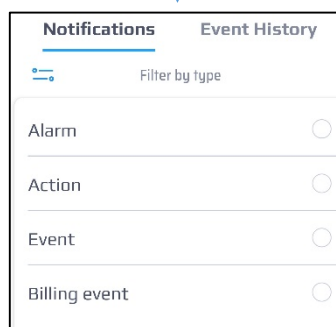 Notifications Event History
Filter by type
Alarm
Action
Event
Billing event